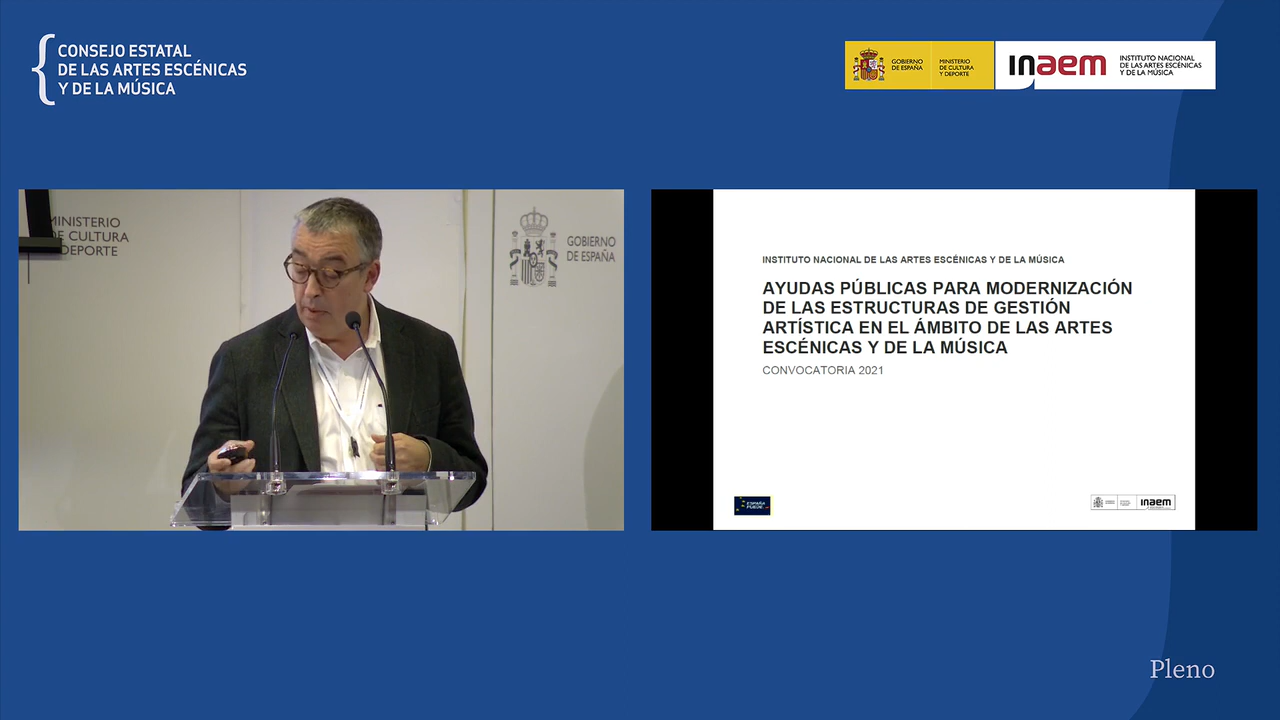 CONSEJO ESTATAL
DE LAS ARTES ESCÉNICAS
Y DE LA MÚSICA
GOBIERNO
DE ESPAÑA
MINISTERIO
DE CULTURA
Y DEPORTE
inaem
INSTITUTO NACIONAL
DE LAS ARTES ESCÉNICAS
Y DE LA MÚSICA
MINISTERIO
DE CULTURA
DEPORTE
GOBIERNO
DE ESPAÑA
INSTITUTO NACIONAL DE LAS ARTES ESCÉNICAS Y DE LA MÚSICA
AYUDAS PÚBLICAS PARA MODERNIZACIÓN
DE LAS ESTRUCTURAS DE GESTIÓN
ARTÍSTICA EN EL ÁMBITO DE LAS ARTES
ESCÉNICAS Y DE LA MÚSICA
CONVOCATORIA 2021
ESPAÑA
PUEDE
inaem
Pleno